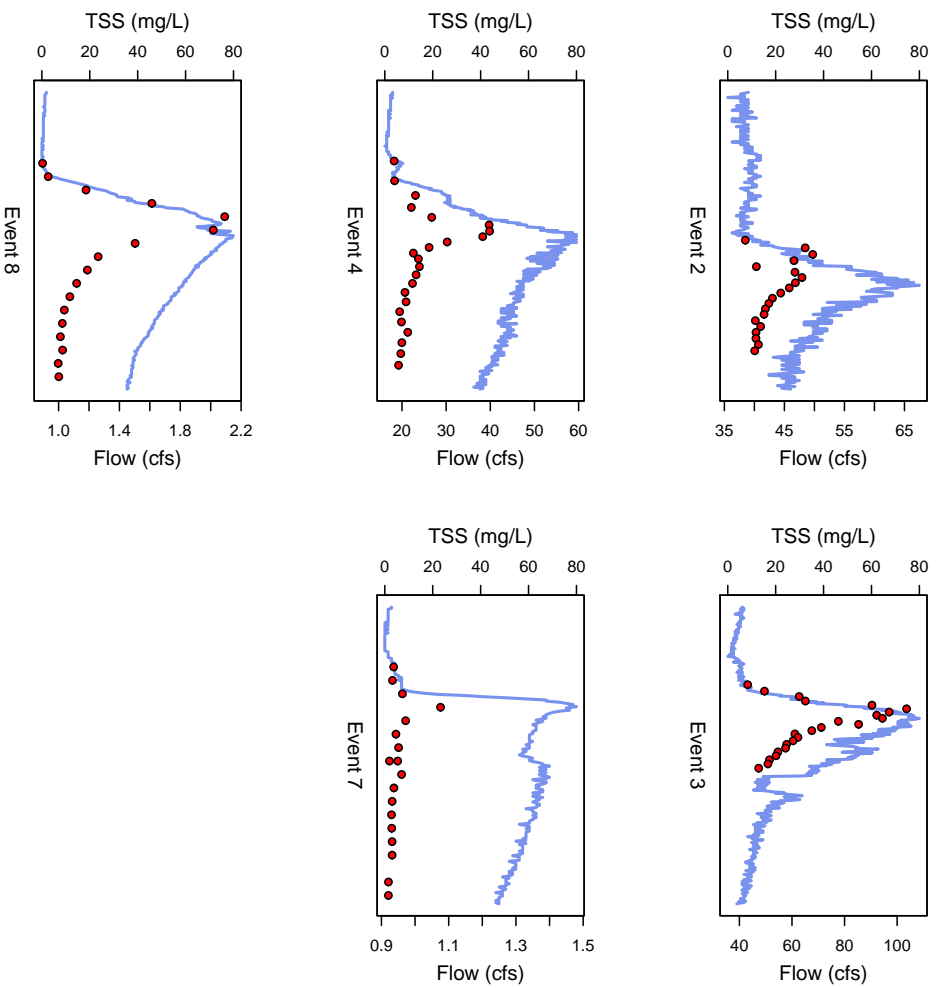 TSS (mg/L)
0 20 40 60 80
Event 8
1.0 1.4 1.8 2.2
Flow (cfs)
TSS (mg/L)
0 20 40 60 80
Event 4
20 30 40 50 60
Flow (cfs)
TSS (mg/L)
0 20 40 60 80
Event 2
35 45 55 65
Flow (cfs)
TSS (mg/L)
0 20 40 60 80
Event 7
0.9 1.1 1.3 1.5
Flow (cfs)
TSS (mg/L)
0 20 40 60 80
Event 3
40 60 80 100
Flow (cfs)